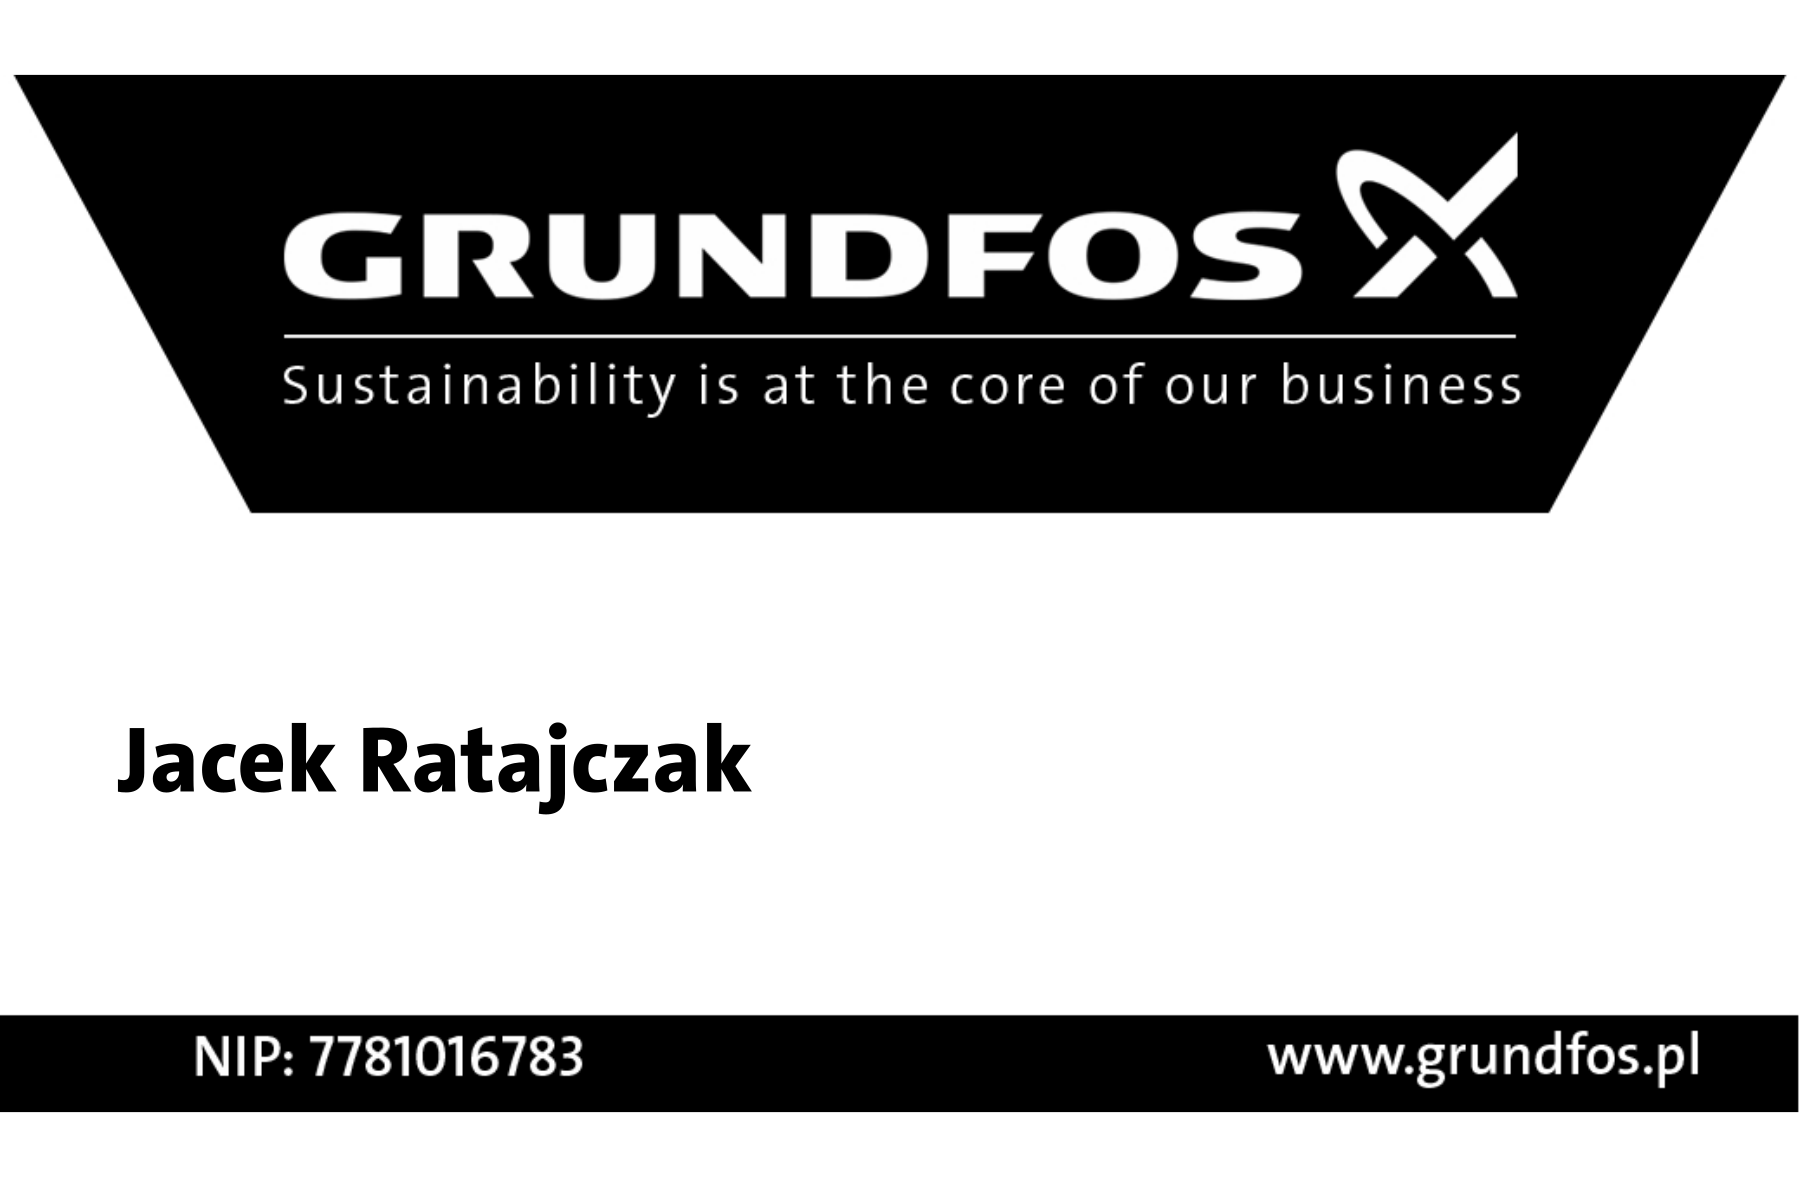 GRUNDFOS
Sustainability is at the core of our business
Jacek Ratajczak
NIP: 7781016783
www.grundfos.pl